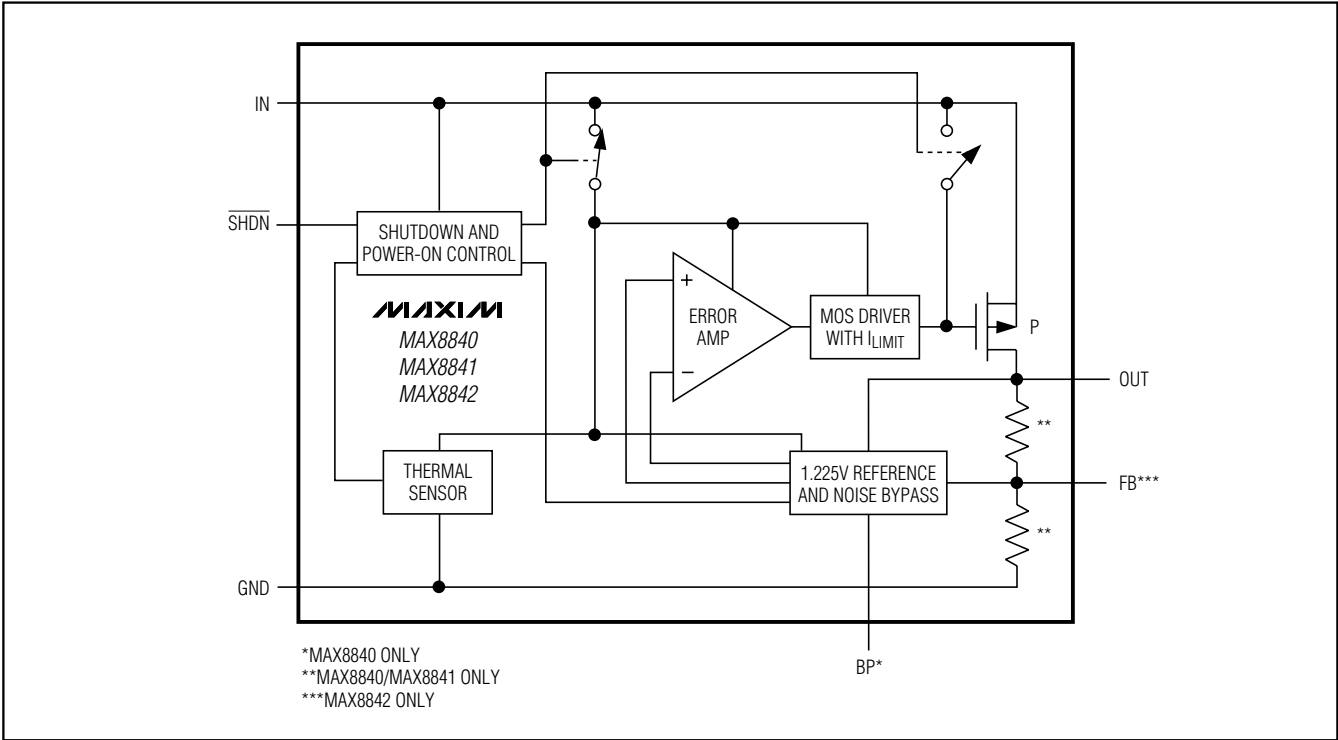 IN
SHDN
SHUTDOWN AND
POWER-ON CONTROL
MAXIM
MAX8840
MAX8841
MAX8842
ERROR
AMP
+
−
MOS DRIVER
WITH ILIMIT
P
OUT
**
THERMAL
SENSOR
1.225V REFERENCE
AND NOISE BYPASS
FB***
**
GND
BP*
*MAX8840 ONLY
**MAX8840/MAX8841 ONLY
***MAX8842 ONLY